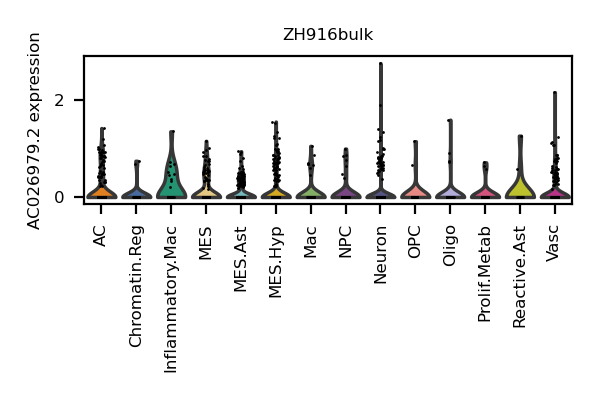 ZH916bulk
AC026979.2 expression
2
0
AC
Chromatin.Reg
Inflammatory.Mac
MES
MES.Ast
MES.Hyp
Mac
NPC
Neuron
OPC
Oligo
Prolif.Metab
Reactive.Ast
Vasc